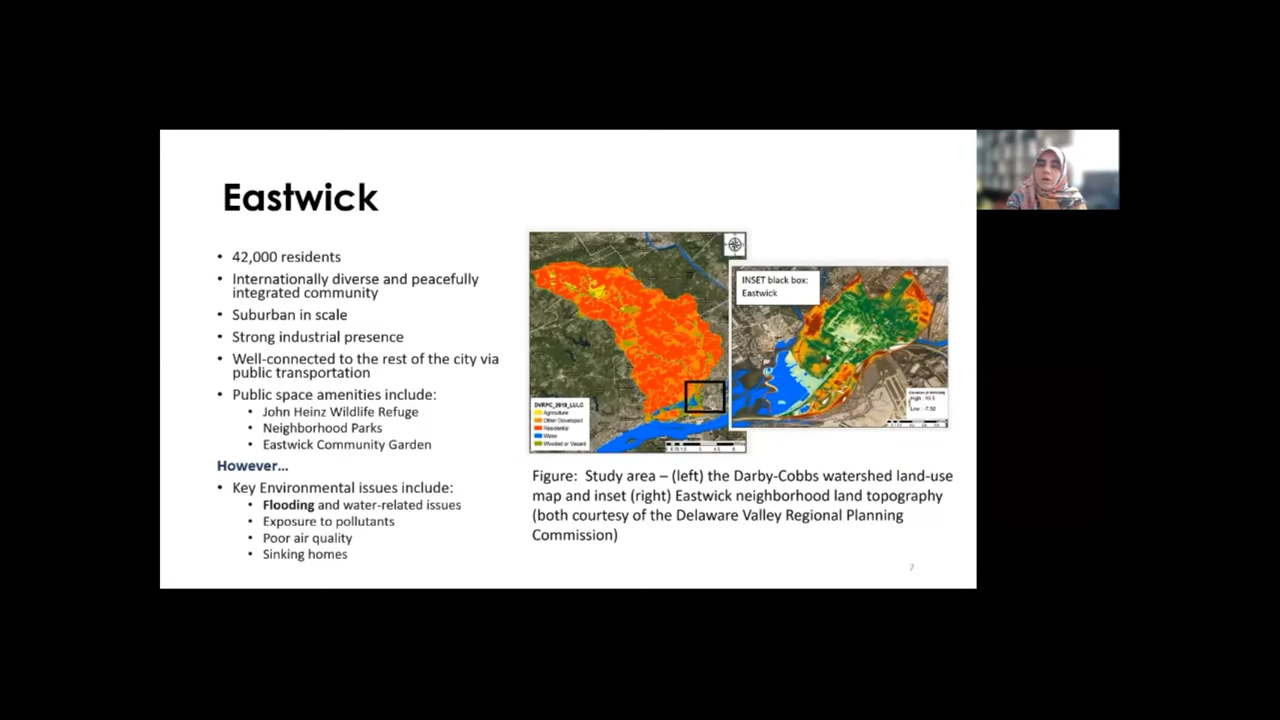 Eastwick
• 42,000 residents
• Internationally diverse and peacefully
integrated community
• Suburban in scale
• Strong industrial presence
• Well-connected to the rest of the city via
public transportation
• Public space amenities include:
• John Heinz Wildlife Refuge
• Neighborhood Parks
• Eastwick Community Garden
However...
• Key Environmental issues include:
• Flooding and water-related issues
• Exposure to pollutants
• Poor air quality
• Sinking homes
DVRPC_2010_LULC
Agriculture
Other Developed
Residential
Water
Wooded or Vacant
INSET black box:
Eastwick
Figure: Study area – (left) the Darby-Cobbs watershed land-use
map and inset (right) Eastwick neighborhood land topography
(both courtesy of the Delaware Valley Regional Planning
Commission)
7